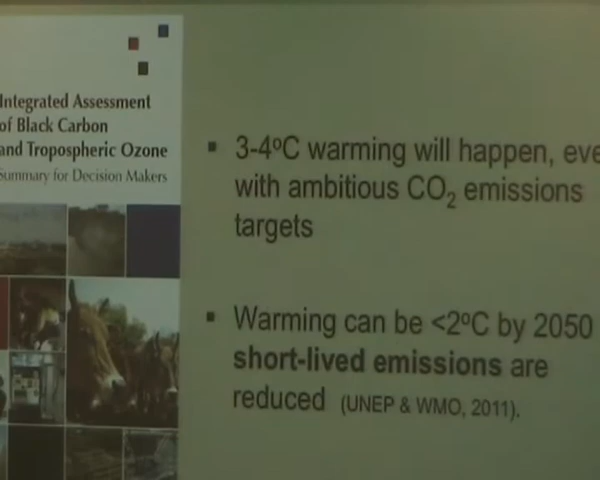 Integrated Assessment
of Black Carbon
and Tropospheric Ozone
Summary for Decision Makers
▪ 3-4ºC warming will happen, eve
with ambitious CO₂ emissions
targets
▪ Warming can be <2ºC by 2050
short-lived emissions are
reduced (UNEP & WMO, 2011).